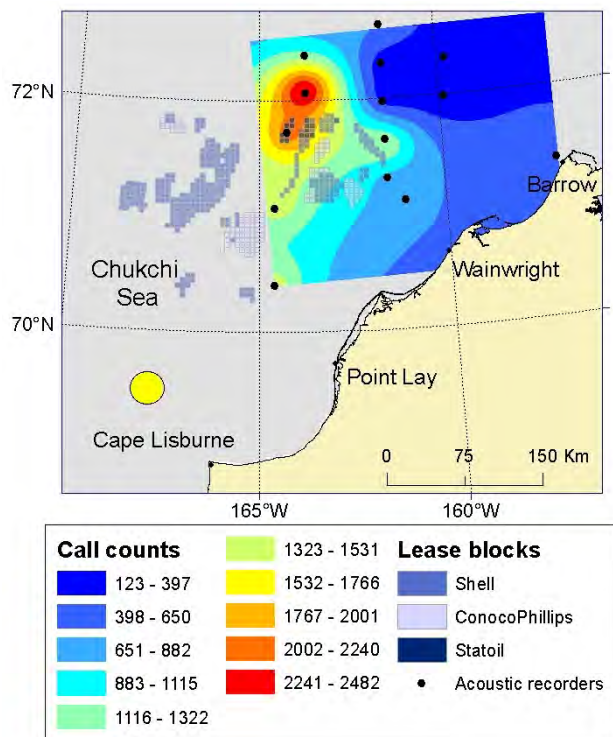 72°N
Barrow
Chukchi
Sea
Wainwright
70°N
Point Lay
Cape Lisburne
0 75 150 Km
165°W 160°W
Call counts
123 - 397
398 - 650
651 - 882
883 - 1115
1116 - 1322
1323 - 1531
1532 - 1766
1767 - 2001
2002 - 2240
2241 - 2482
Lease blocks
Shell
ConocoPhillips
Statoil
Acoustic recorders